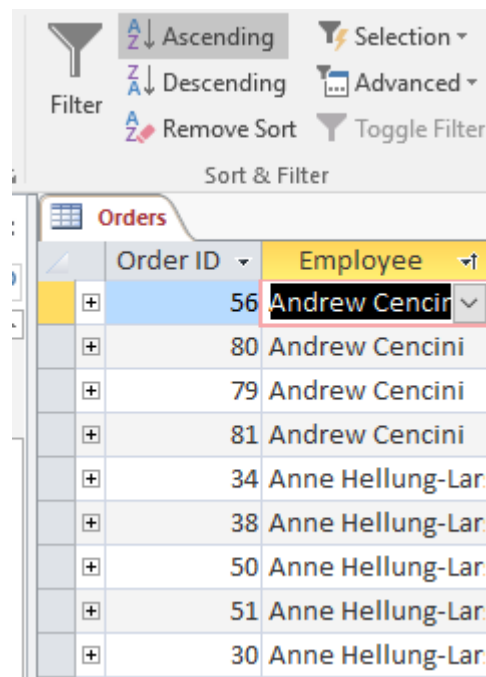 Ascending Selection
Descending Advanced
Filter
Remove Sort Toggle Filter
Sort & Filter
Orders
Order ID Employee
56 Andrew Cencir
80 Andrew Cencini
79 Andrew Cencini
81 Andrew Cencini
34 Anne Hellung-Lar
38 Anne Hellung-Lar
50 Anne Hellung-Lar
51 Anne Hellung-Lar
30 Anne Hellung-Lar